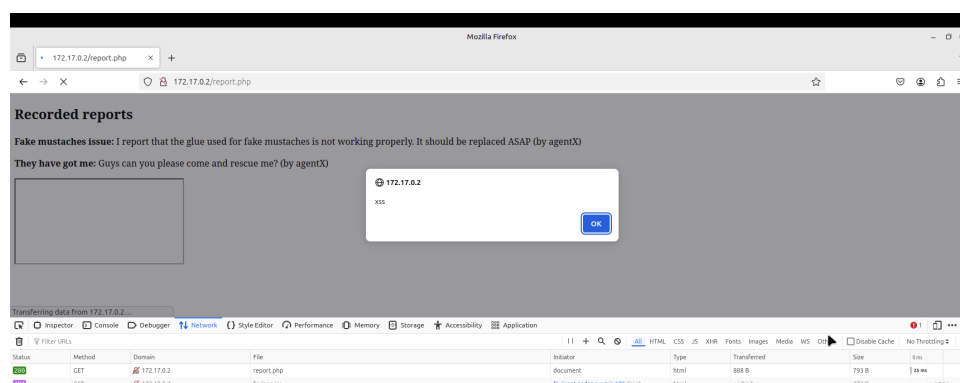 Mozilla Firefox
172.17.0.2/report.php × +
172.17.0.2/report.php
Recorded reports
Fake mustaches issue: I report that the glue used for fake mustaches is not working properly. It should be replaced ASAP (by agentX)
They have got me: Guys can you please come and rescue me? (by agentX)
172.17.0.2
xss
OK
Transferring data from 172.17.0.2...
Inspector Console Debugger Network Style Editor Performance Memory Storage Accessibility Application 1
Filter URLs All HTML CSS JS XHR Fonts Images Media WS Disable Cache No Throttling
Status Method Domain File Initiator Type Transferred Size 0 ms
200 GET 172.17.0.2 report.php document html 888 B 793 B 25 ms